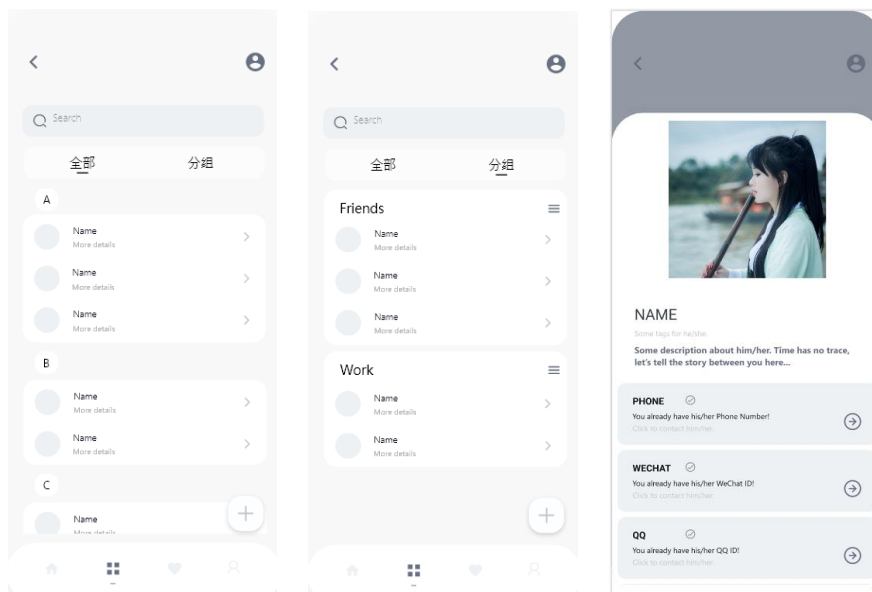 Search
全部
分组
A
Name
More details
Name
More details
Name
More details
B
Name
More details
Name
More details
C
Name
More details
Search
全部
分组
Friends
Name
More details
Name
More details
Name
More details
Work
Name
More details
Name
More details
NAME
Some tags for he/she.
Some description about him/her. Time has no trace,
let's tell the story between you here...
PHONE
You already have his/her Phone Number!
Click to contact him/her.
WECHAT
You already have his/her WeChat ID!
Click to contact him/her.
QQ
You already have his/her QQ ID!
Click to contact him/her.